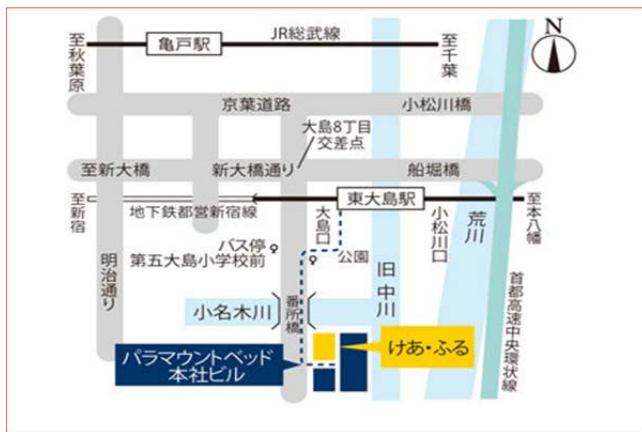 JR総武線
N
至秋葉原
亀戸駅
至千葉
京葉道路
小松川橋
大島8丁目
交差点
至新大橋
新大橋通り
船堀橋
至新宿
地下鉄都営新宿線
東大島駅
至本八幡
大島口
小松川口
荒川
バス停
第五大島小学校前
公園
明治通り
旧中川
首都高速中央環状線
小名木川
番所橋
けあ・ふる
パラマウントベッド
本社ビル